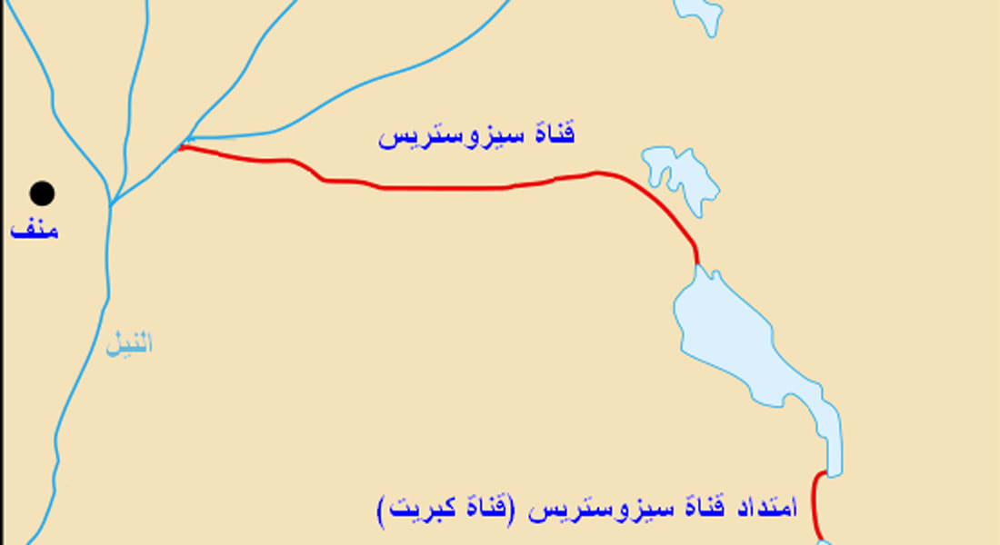 قناة سيزوستريس
منف
النيل
امتداد قناة سيزوستريس (قناة كبريت)